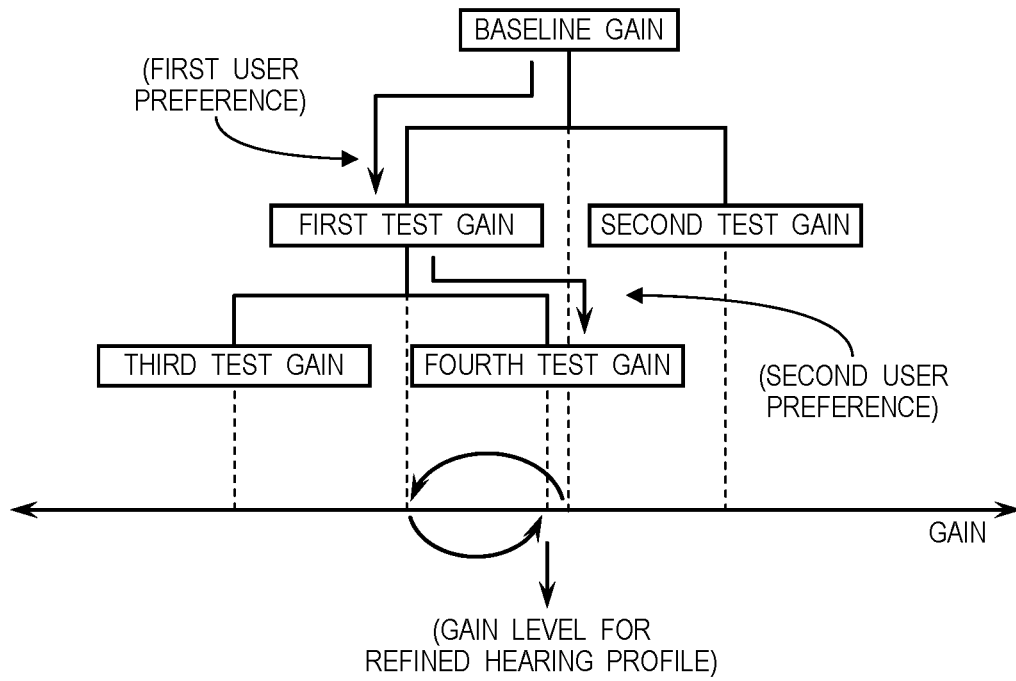 BASELINE GAIN
(FIRST USER
PREFERENCE)
FIRST TEST GAIN
SECOND TEST GAIN
THIRD TEST GAIN
FOURTH TEST GAIN
(SECOND USER
PREFERENCE)
GAIN
(GAIN LEVEL FOR
REFINED HEARING PROFILE)